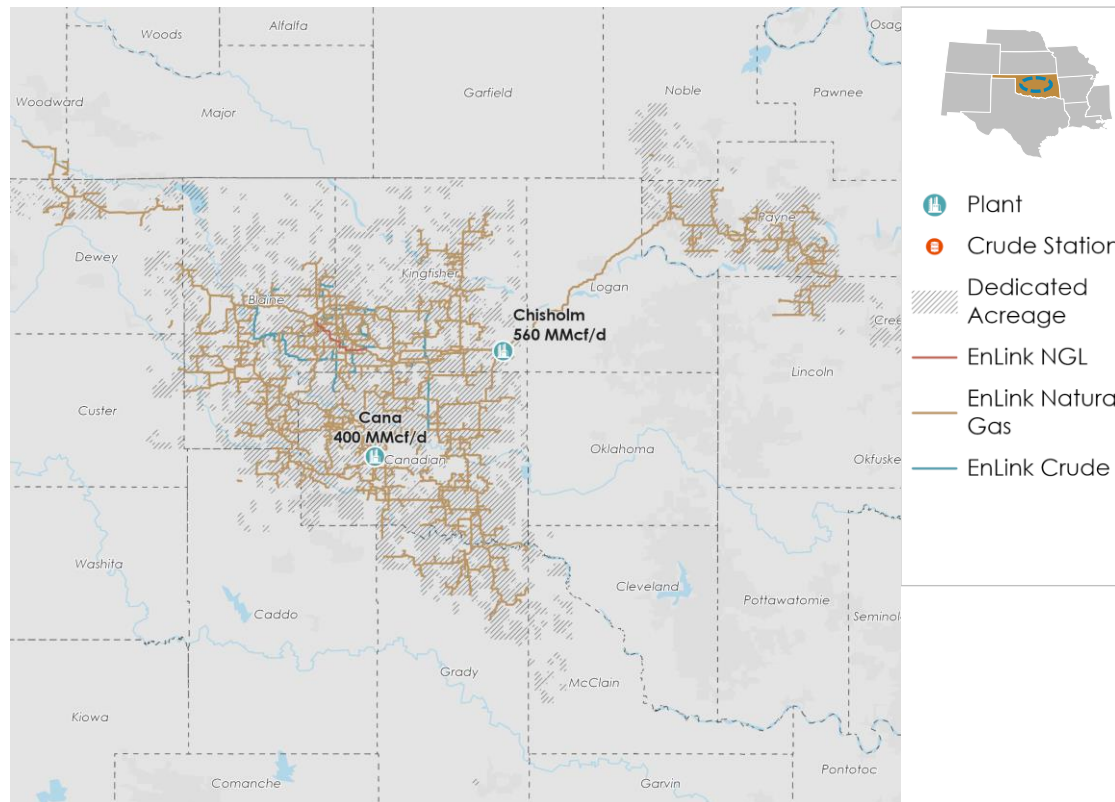 Woods
Alfalfa
Osag
Woodward
Major
Garfield
Noble
Pawnee
Dewey
Kingfisher
Payne
Blaine
Logan
Chisholm
560 MMcf/d
Cree
Lincoln
Custer
Cana
400 MMcf/d
Canadian
Oklahoma
Okfuske
Washita
Caddo
Cleveland
Pottawatomie
Seminol
Grady
McClain
Kiowa
Comanche
Garvin
Pontotoc
Plant
Crude Station
Dedicated
Acreage
EnLink NGL
EnLink Natura
Gas
EnLink Crude